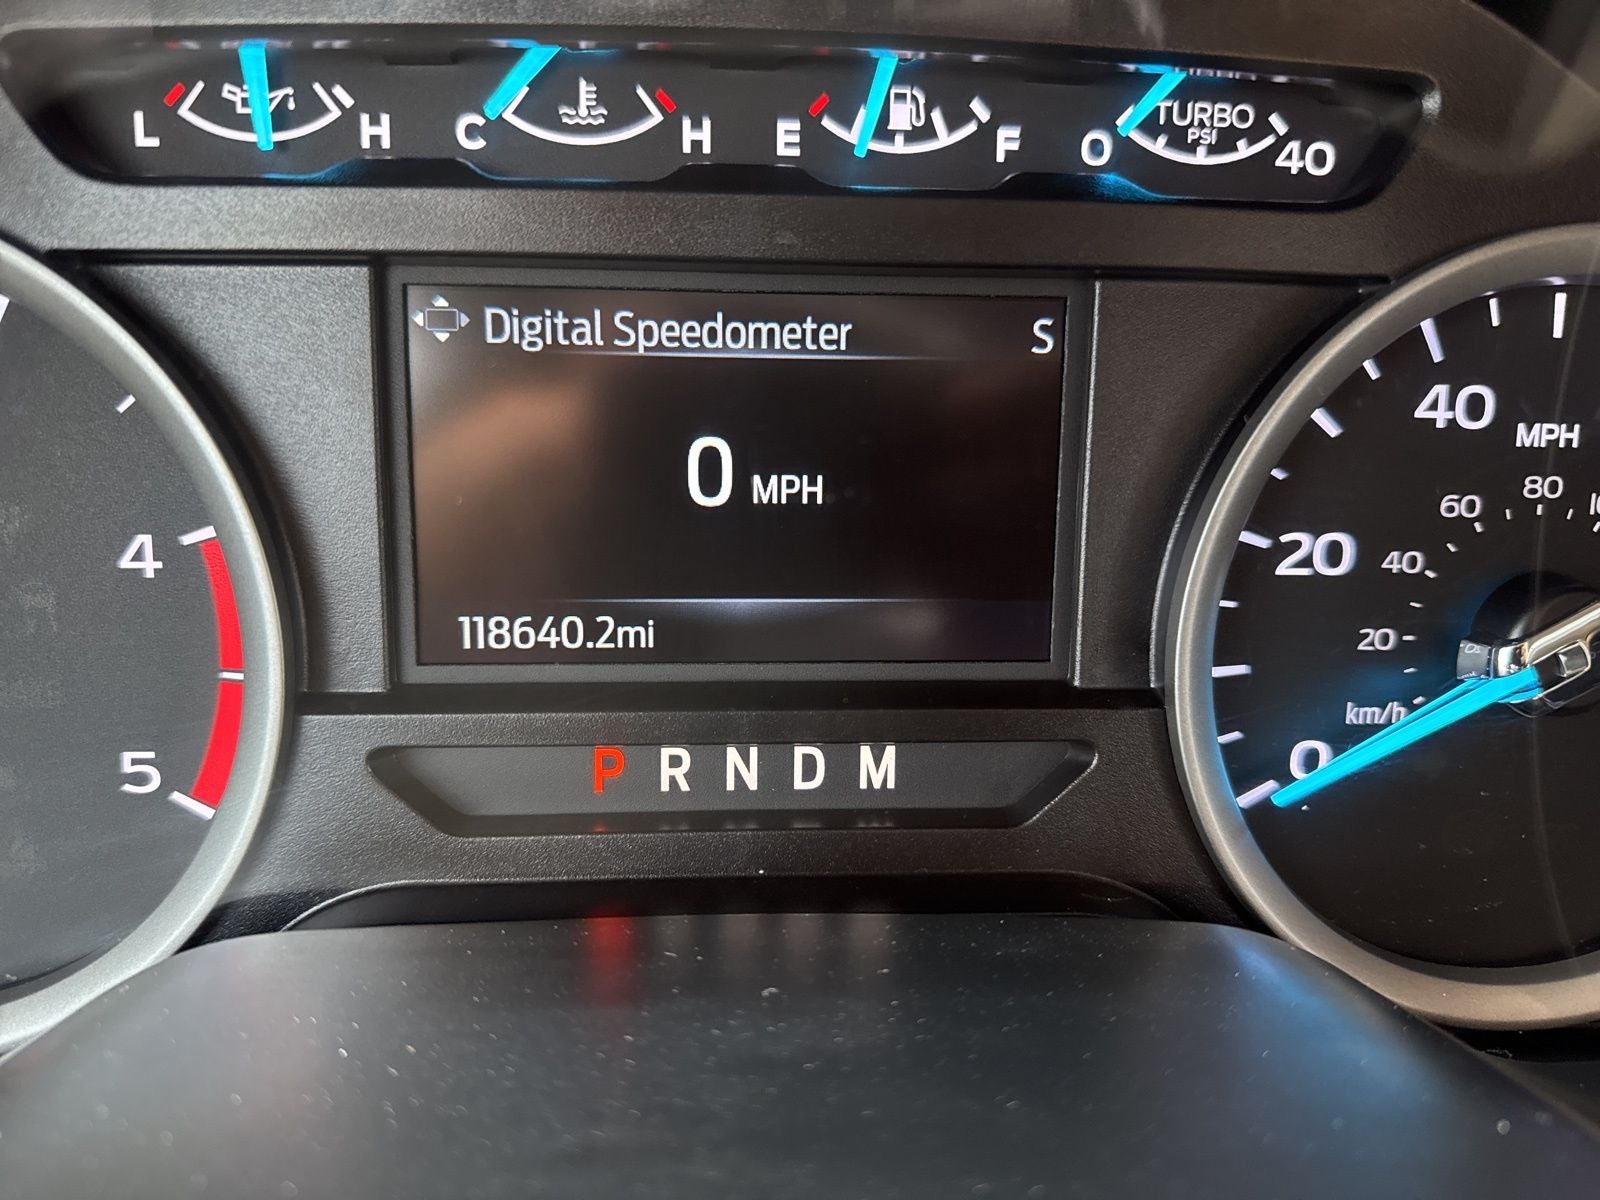 L H C H E F 0 TURBO PSI 40
Digital Speedometer S
0 MPH
118640.2mi
P R N D M
4
5
40
MPH
20
0
80
60
40
20
km/h